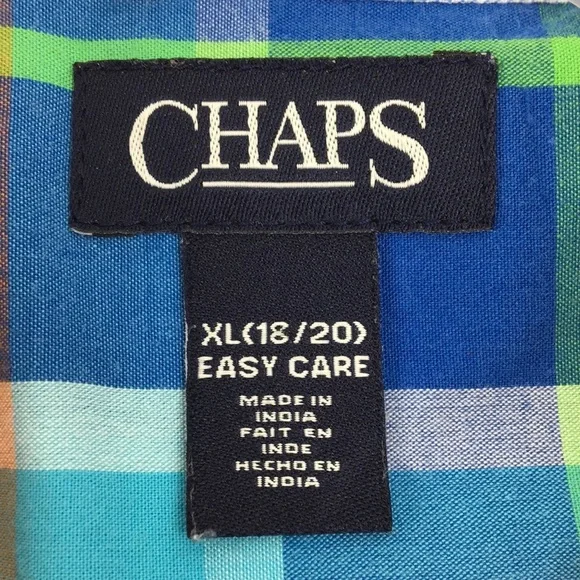 CHAPS
XL(18/20)
EASY CARE
MADE IN
INDIA
FAIT EN
INDE
HECHO EN
INDIA